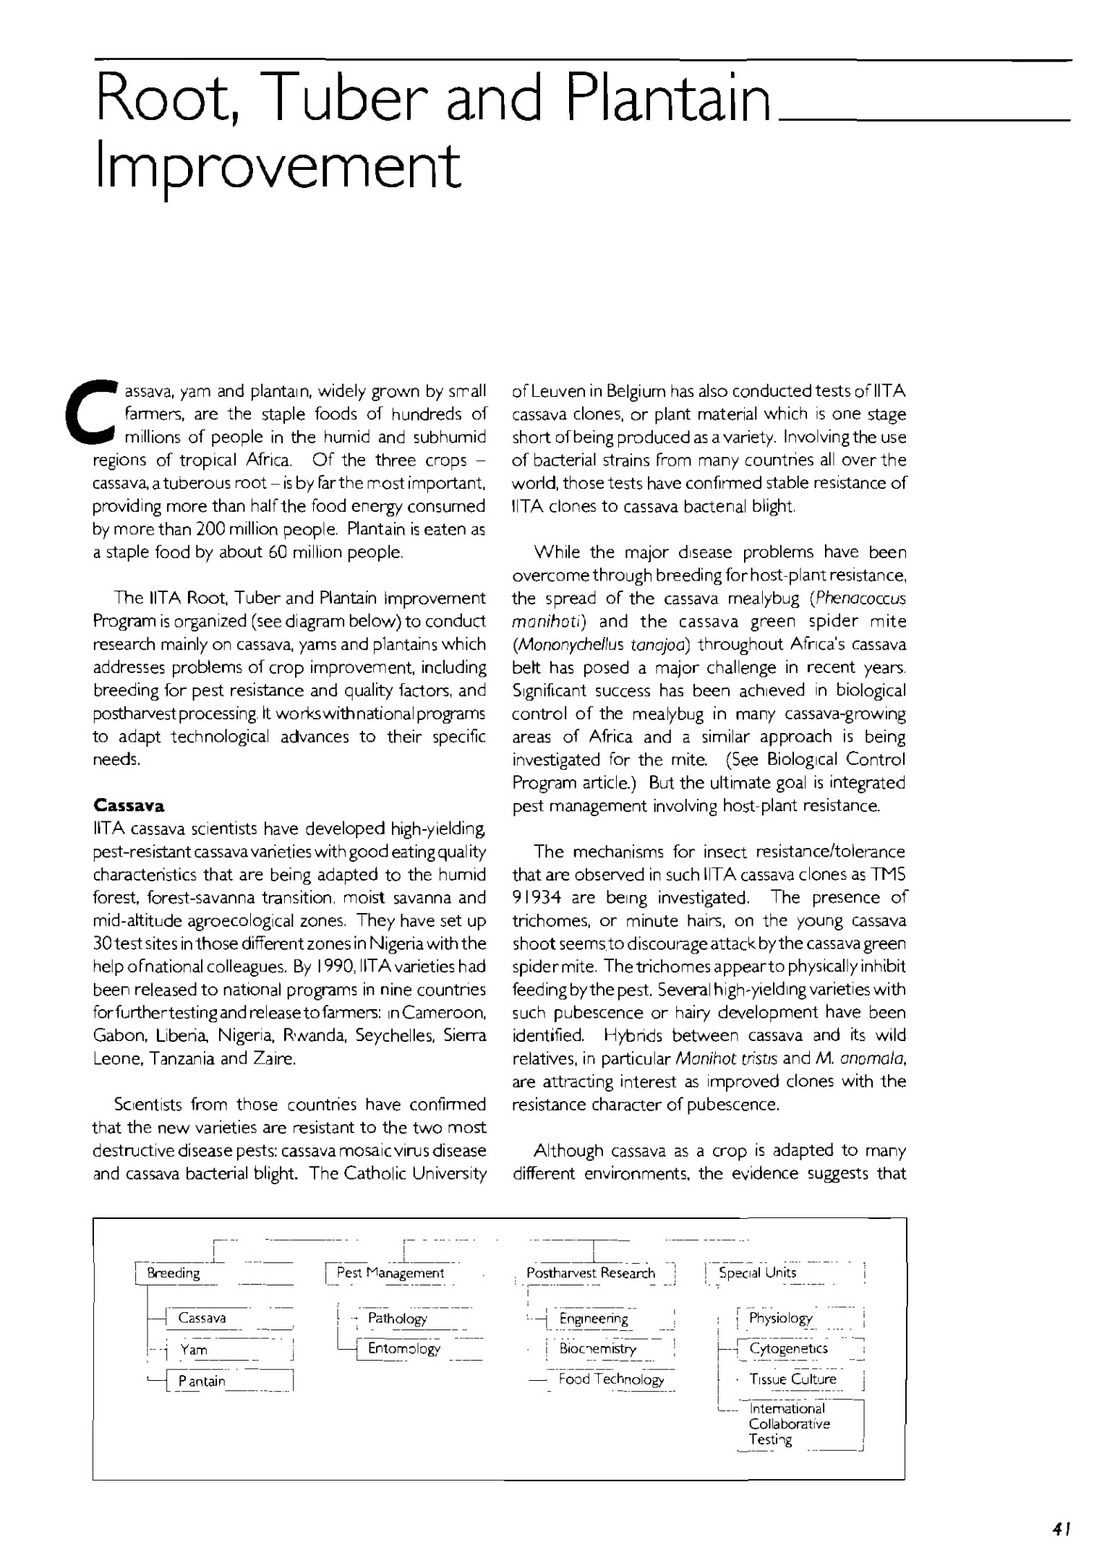 Root, Tuber and Plantain
Improvement
Cassava, yam and plantain, widely grown by small
farmers, are the staple foods of hundreds of
millions of people in the humid and subhumid
regions of tropical Africa. Of the three crops –
cassava, a tuberous root – is by far the most important,
providing more than half the food energy consumed
by more than 200 million people. Plantain is eaten as
a staple food by about 60 million people.
The IITA Root, Tuber and Plantain Improvement
Program is organized (see diagram below) to conduct
research mainly on cassava, yams and plantains which
addresses problems of crop improvement, including
breeding for pest resistance and quality factors, and
postharvest processing. It works with national programs
to adapt technological advances to their specific
needs.
Cassava
IITA cassava scientists have developed high-yielding,
pest-resistant cassava varieties with good eating quality
characteristics that are being adapted to the humid
forest, forest-savanna transition, moist savanna and
mid-altitude agroecological zones. They have set up
30 test sites in those different zones in Nigeria with the
help of national colleagues. By 1990, IITA varieties had
been released to national programs in nine countries
for further testing and release to farmers: in Cameroon,
Gabon, Liberia, Nigeria, Rwanda, Seychelles, Sierra
Leone, Tanzania and Zaire.
Scientists from those countries have confirmed
that the new varieties are resistant to the two most
destructive disease pests: cassava mosaic virus disease
and cassava bacterial blight. The Catholic University
of Leuven in Belgium has also conducted tests of IITA
cassava clones, or plant material which is one stage
short of being produced as a variety. Involving the use
of bacterial strains from many countries all over the
world, those tests have confirmed stable resistance of
IITA clones to cassava bacterial blight.
While the major disease problems have been
overcome through breeding for host-plant resistance,
the spread of the cassava mealybug (Phenacoccus
manihoti) and the cassava green spider mite
(Mononychellus tanajoa) throughout Africa's cassava
belt has posed a major challenge in recent years.
Significant success has been achieved in biological
control of the mealybug in many cassava-growing
areas of Africa and a similar approach is being
investigated for the mite. (See Biological Control
Program article.) But the ultimate goal is integrated
pest management involving host-plant resistance.
The mechanisms for insect resistance/tolerance
that are observed in such IITA cassava clones as TMS
91934 are being investigated. The presence of
trichomes, or minute hairs, on the young cassava
shoot seems to discourage attack by the cassava green
spider mite. The trichomes appear to physically inhibit
feeding by the pest. Several high-yielding varieties with
such pubescence or hairy development have been
identified. Hybrids between cassava and its wild
relatives, in particular Manihot tristis and M. anomala,
are attracting interest as improved clones with the
resistance character of pubescence.
Although cassava as a crop is adapted to many
different environments, the evidence suggests that
Breeding
Cassava
Yam
Plantain
Pest Management
Pathology
Entomology
Postharvest Research
Engineering
Biochemistry
Food Technology
Special Units
Physiology
Cytogenetics
Tissue Culture
International
Collaborative
Testing
41